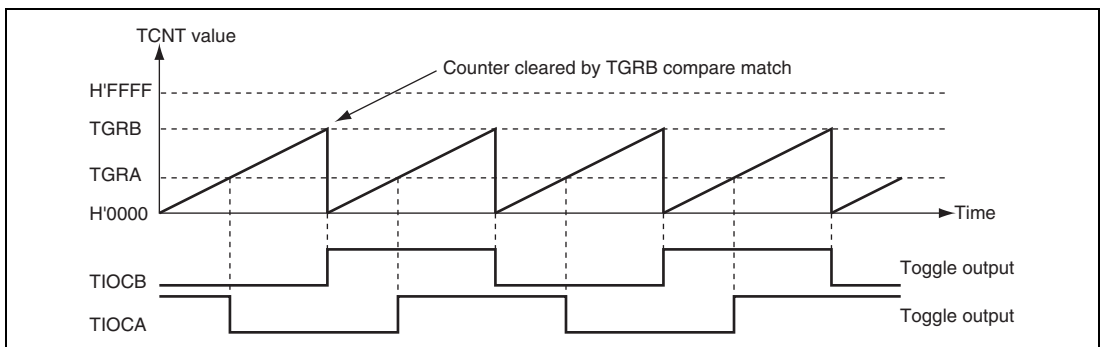 TCNT value
Counter cleared by TGRB compare match
H'FFFF
TGRB
TGRA
H'0000
Time
TIOCB
Toggle output
TIOCA
Toggle output